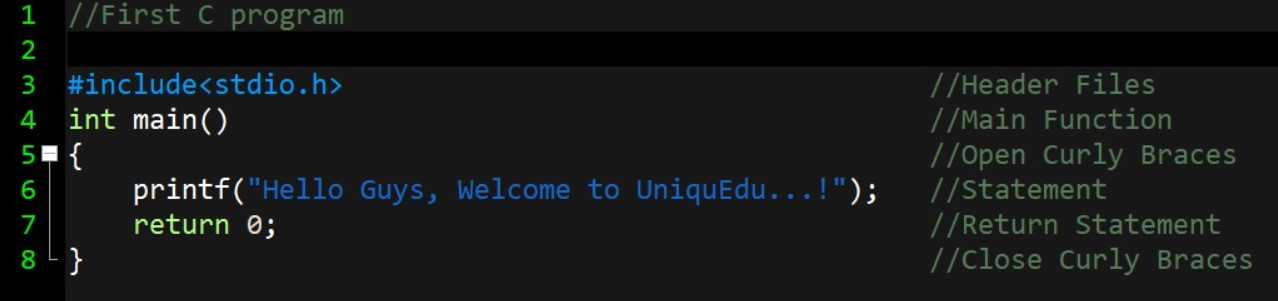 1 //First C program
2
3 #include<stdio.h> //Header Files
4 int main() //Main Function
5 { //Open Curly Braces
6 printf("Hello Guys, Welcome to UniquEdu...!"); //Statement
7 return 0; //Return Statement
8 } //Close Curly Braces